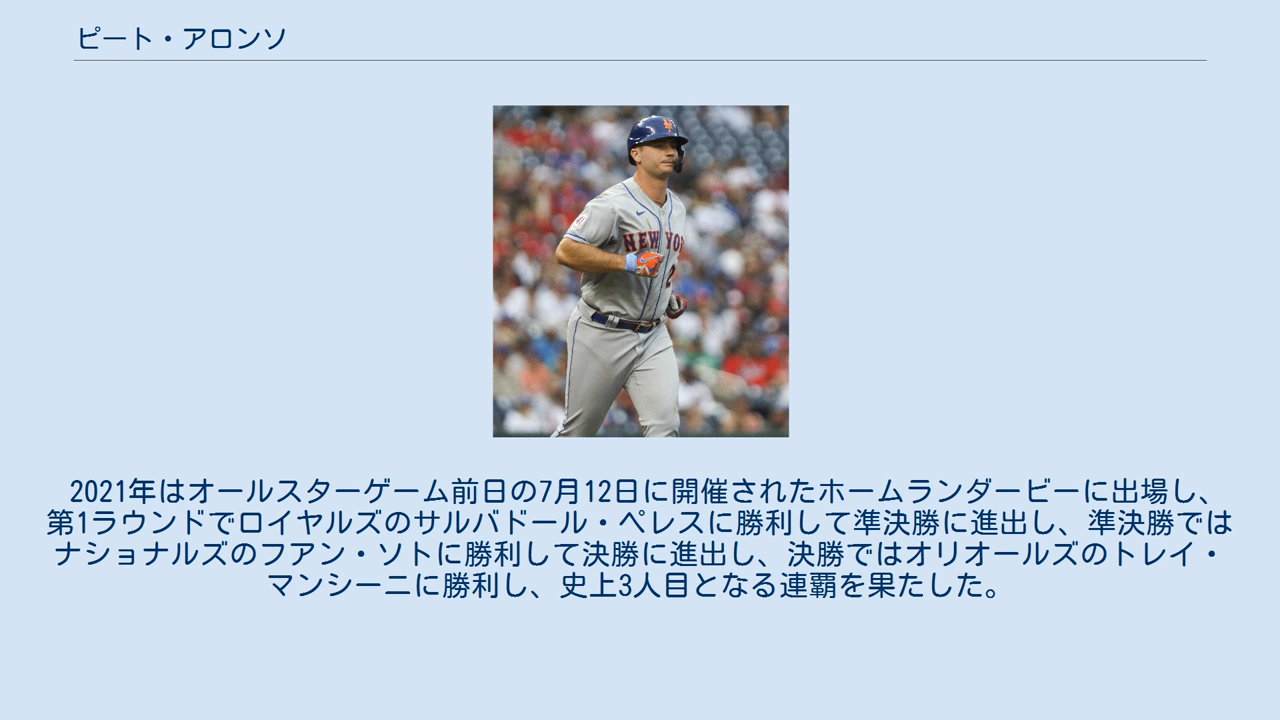 ピート・アロンソ
NEW YOR
2
2021年はオールスターゲーム前日の7月12日に開催されたホームランダービーに出場し、
第1ラウンドでロイヤルズのサルバドール・ペレスに勝利して準決勝に進出し、準決勝では
ナショナルズのフアン・ソトに勝利して決勝に進出し、決勝ではオリオールズのトレイ・
マンシーニに勝利し、史上3人目となる連覇を果たした。